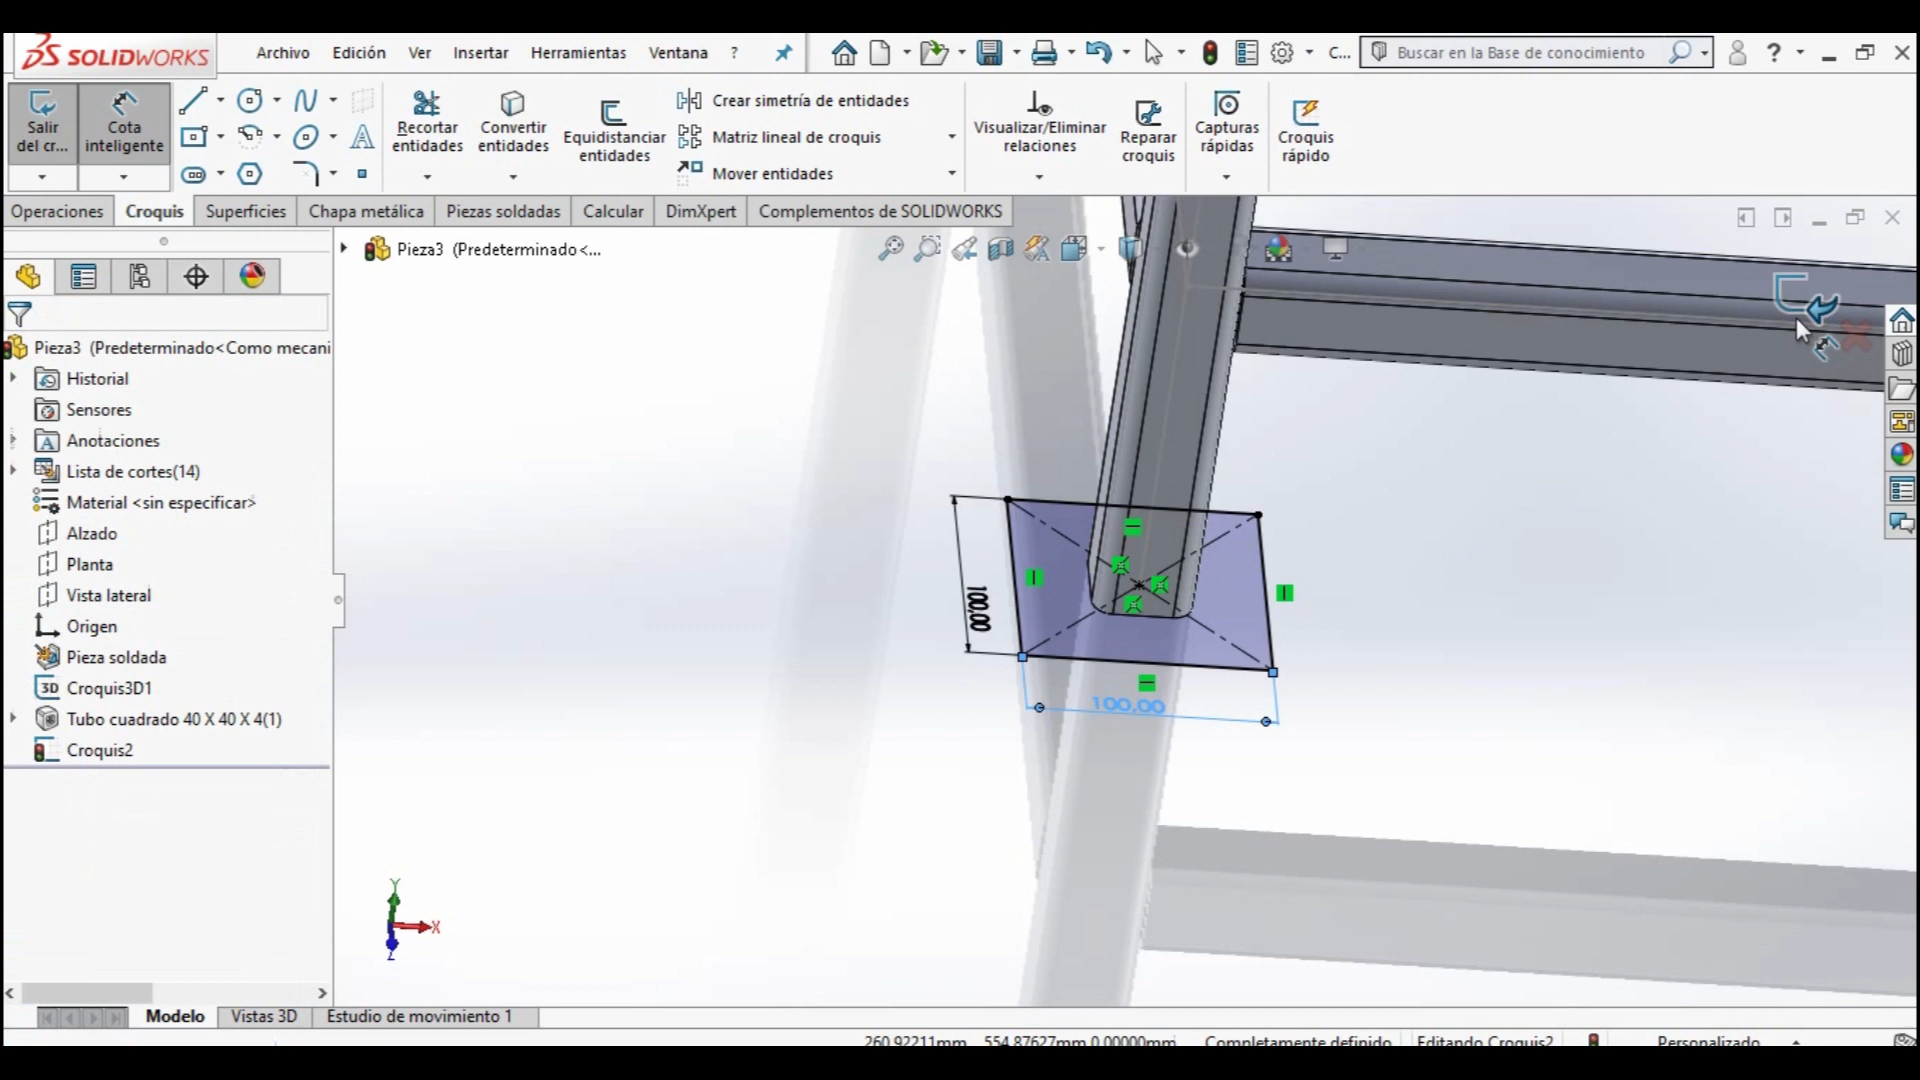 SOLIDWORKS
Archivo Edición Ver Insertar Herramientas Ventana ?
C...
Buscar en la Base de conocimiento
?
Salir del cr...
Cota inteligente
Recortar entidades
Convertir entidades
Equidistanciar entidades
Crear simetría de entidades
Matriz lineal de croquis
Mover entidades
Visualizar/Eliminar relaciones
Reparar croquis
Capturas rápidas
Croquis rápido
Operaciones Croquis Superficies Chapa metálica Piezas soldadas Calcular DimXpert Complementos de SOLIDWORKS
Pieza3 (Predeterminado<...
Pieza3 (Predeterminado<Como mecani
Historial
Sensores
Anotaciones
Lista de cortes(14)
Material <sin especificar>
Alzado
Planta
Vista lateral
Origen
Pieza soldada
3D Croquis3D1
Tubo cuadrado 40 X 40 X 4(1)
Croquis2
100,00
100,00
Y
X
Z
Modelo Vistas 3D Estudio de movimiento 1
260.92211mm 554.87627mm 0.00000mm Completamente definido Editando Croquis2 Personalizado